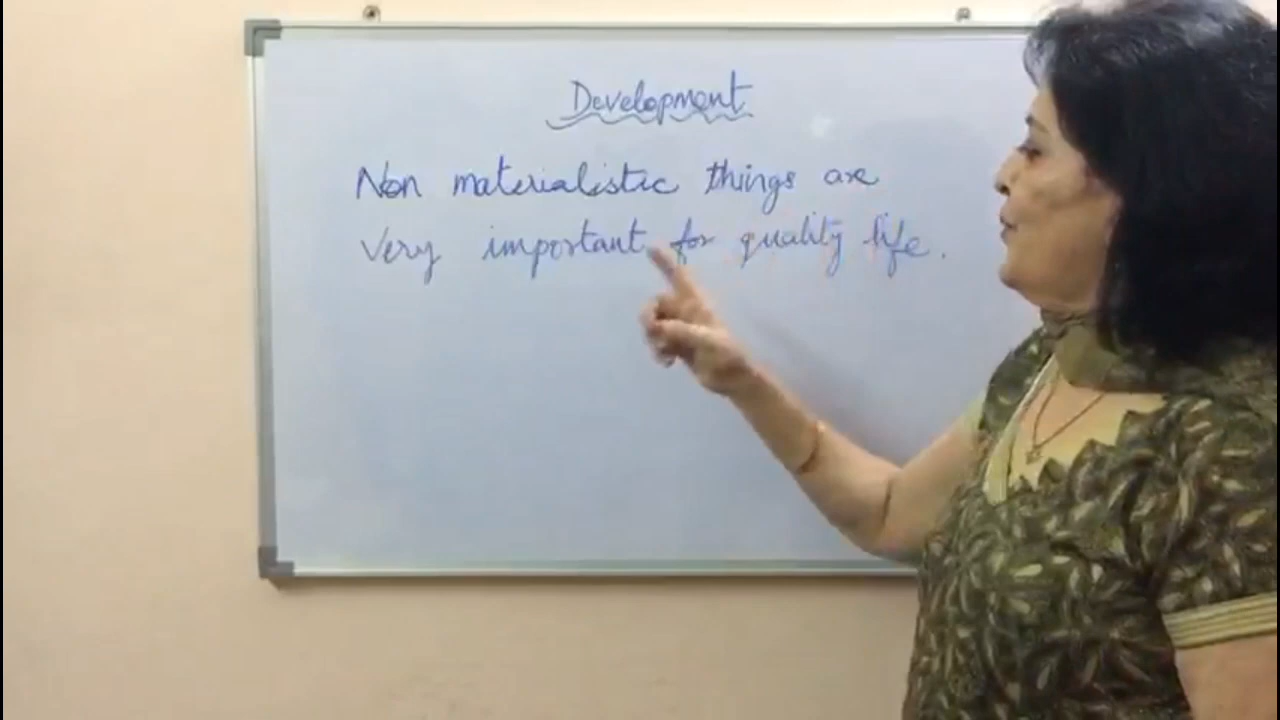 Development
Non materialistic things are
Very important for quality life.